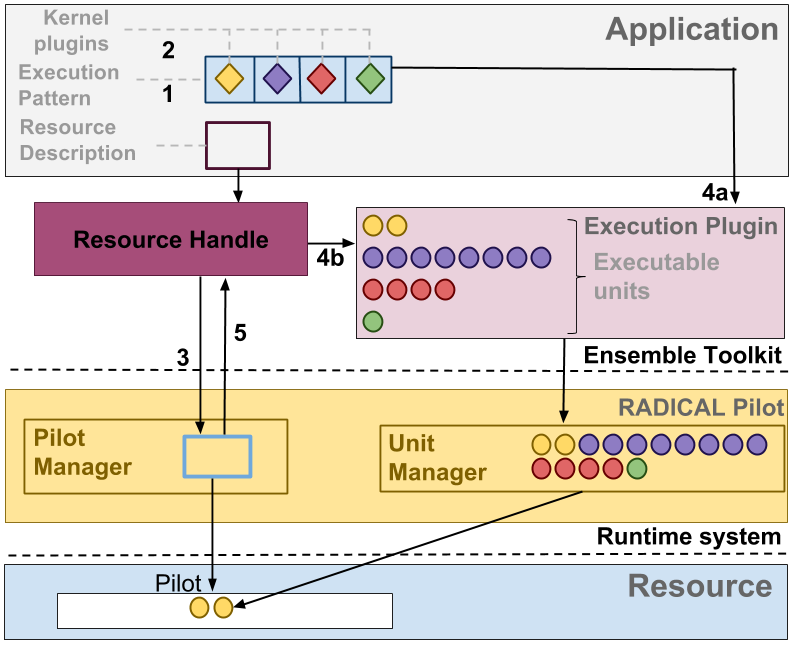 Kernel
plugins
2
Application
Execution
Pattern
1
Resource
Description
4a
Resource Handle
4b
Execution Plugin
Executable
units
3
5
Ensemble Toolkit
RADICAL Pilot
Pilot
Manager
Unit
Manager
Runtime system
Pilot
Resource